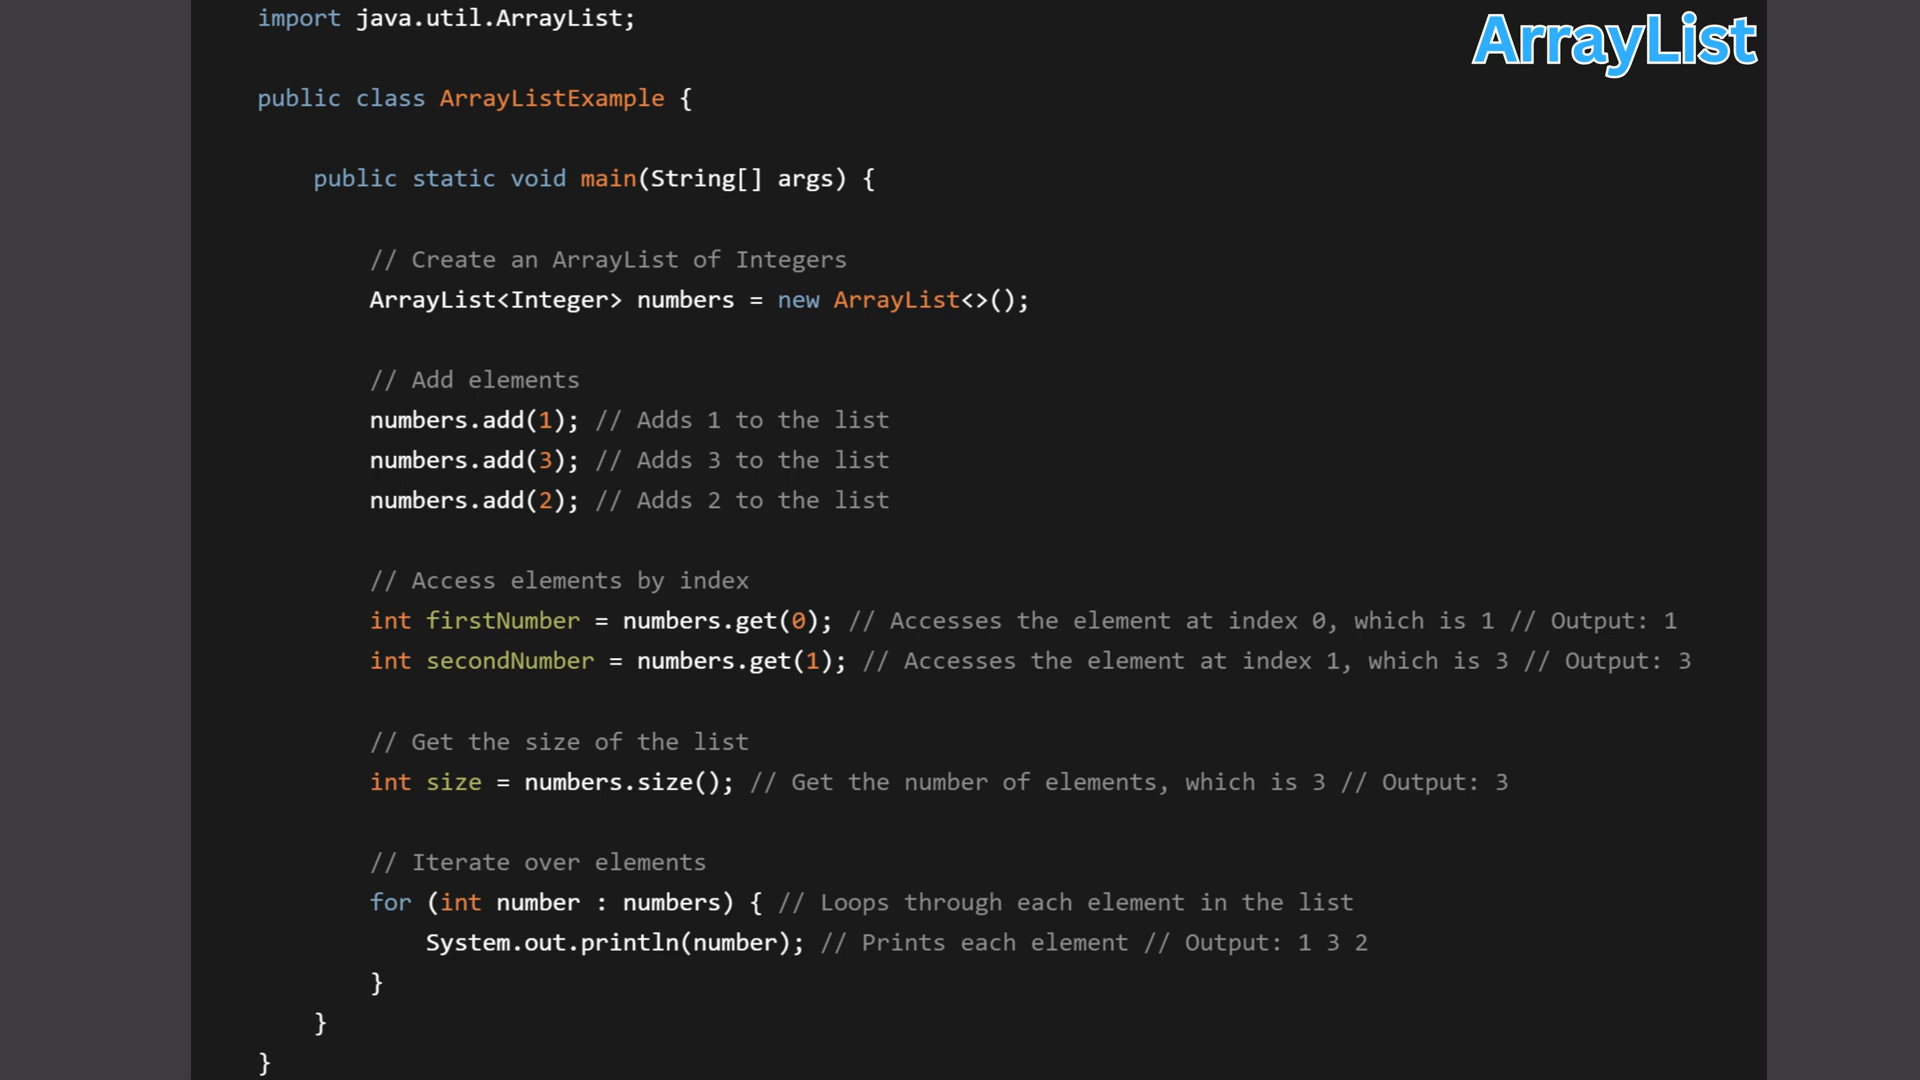 import java.util.ArrayList;
ArrayList
public class ArrayListExample {
public static void main(String[] args) {
// Create an ArrayList of Integers
ArrayList<Integer> numbers = new ArrayList<>();
// Add elements
numbers.add(1); // Adds 1 to the list
numbers.add(3); // Adds 3 to the list
numbers.add(2); // Adds 2 to the list
// Access elements by index
int firstNumber = numbers.get(0); // Accesses the element at index 0, which is 1 // Output: 1
int secondNumber = numbers.get(1); // Accesses the element at index 1, which is 3 // Output: 3
// Get the size of the list
int size = numbers.size(); // Get the number of elements, which is 3 // Output: 3
// Iterate over elements
for (int number : numbers) { // Loops through each element in the list
System.out.println(number); // Prints each element // Output: 1 3 2
}
}
}